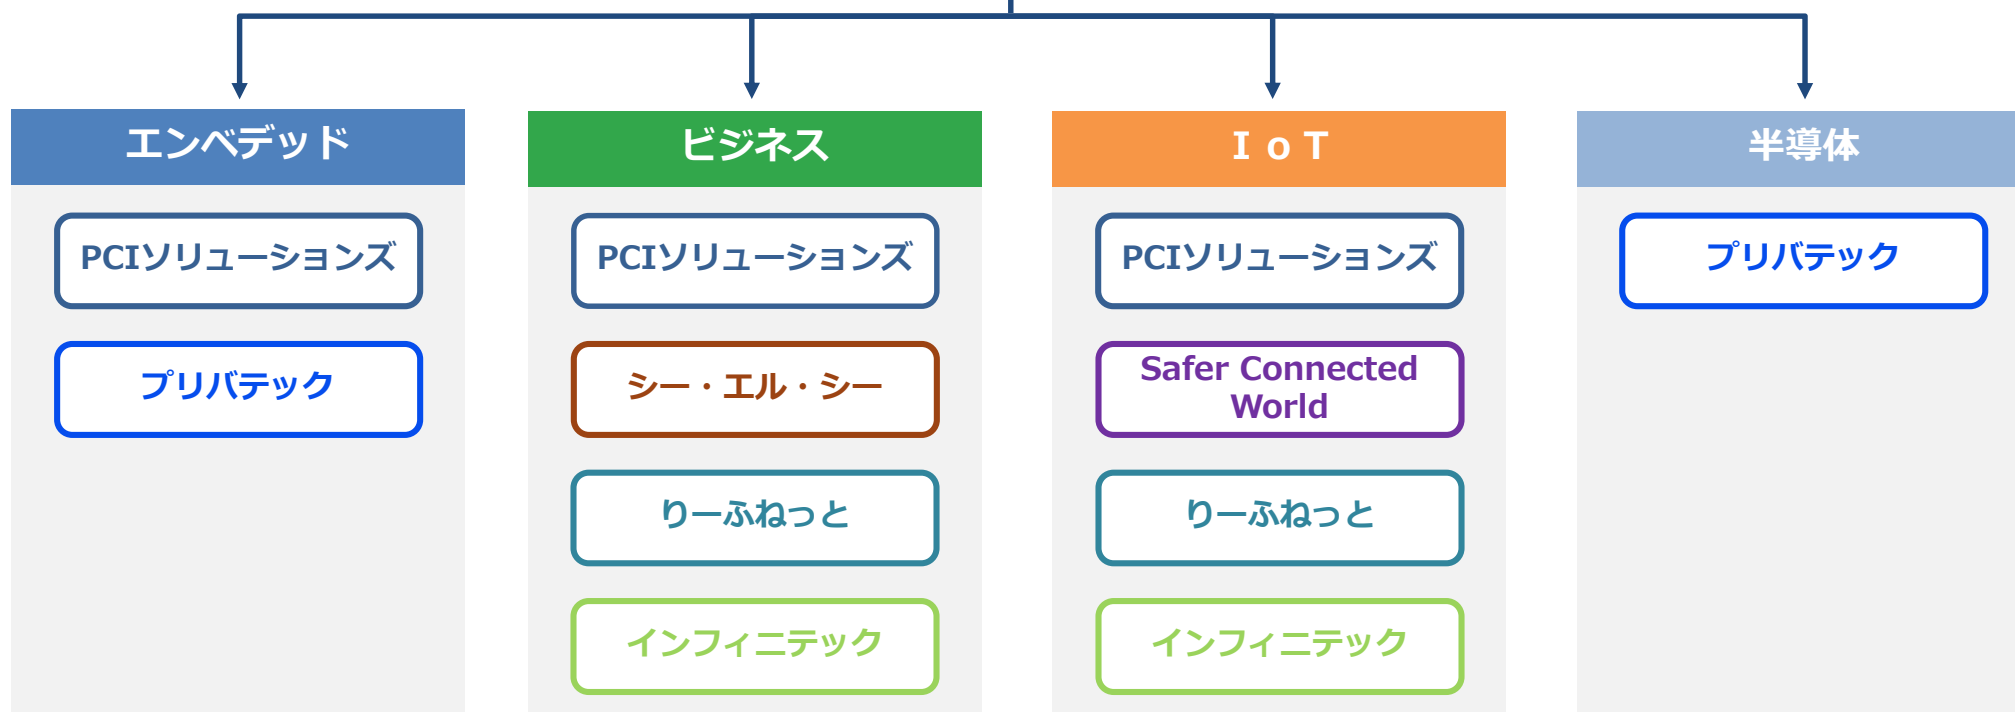 エンベデッド
PCIソリューションズ
プリバテック
ビジネス
PCIソリューションズ
シー・エル・シー
りーふねっと
インフィニテック
ＩｏＴ
PCIソリューションズ
Safer Connected
World
りーふねっと
インフィニテック
半導体
プリバテック